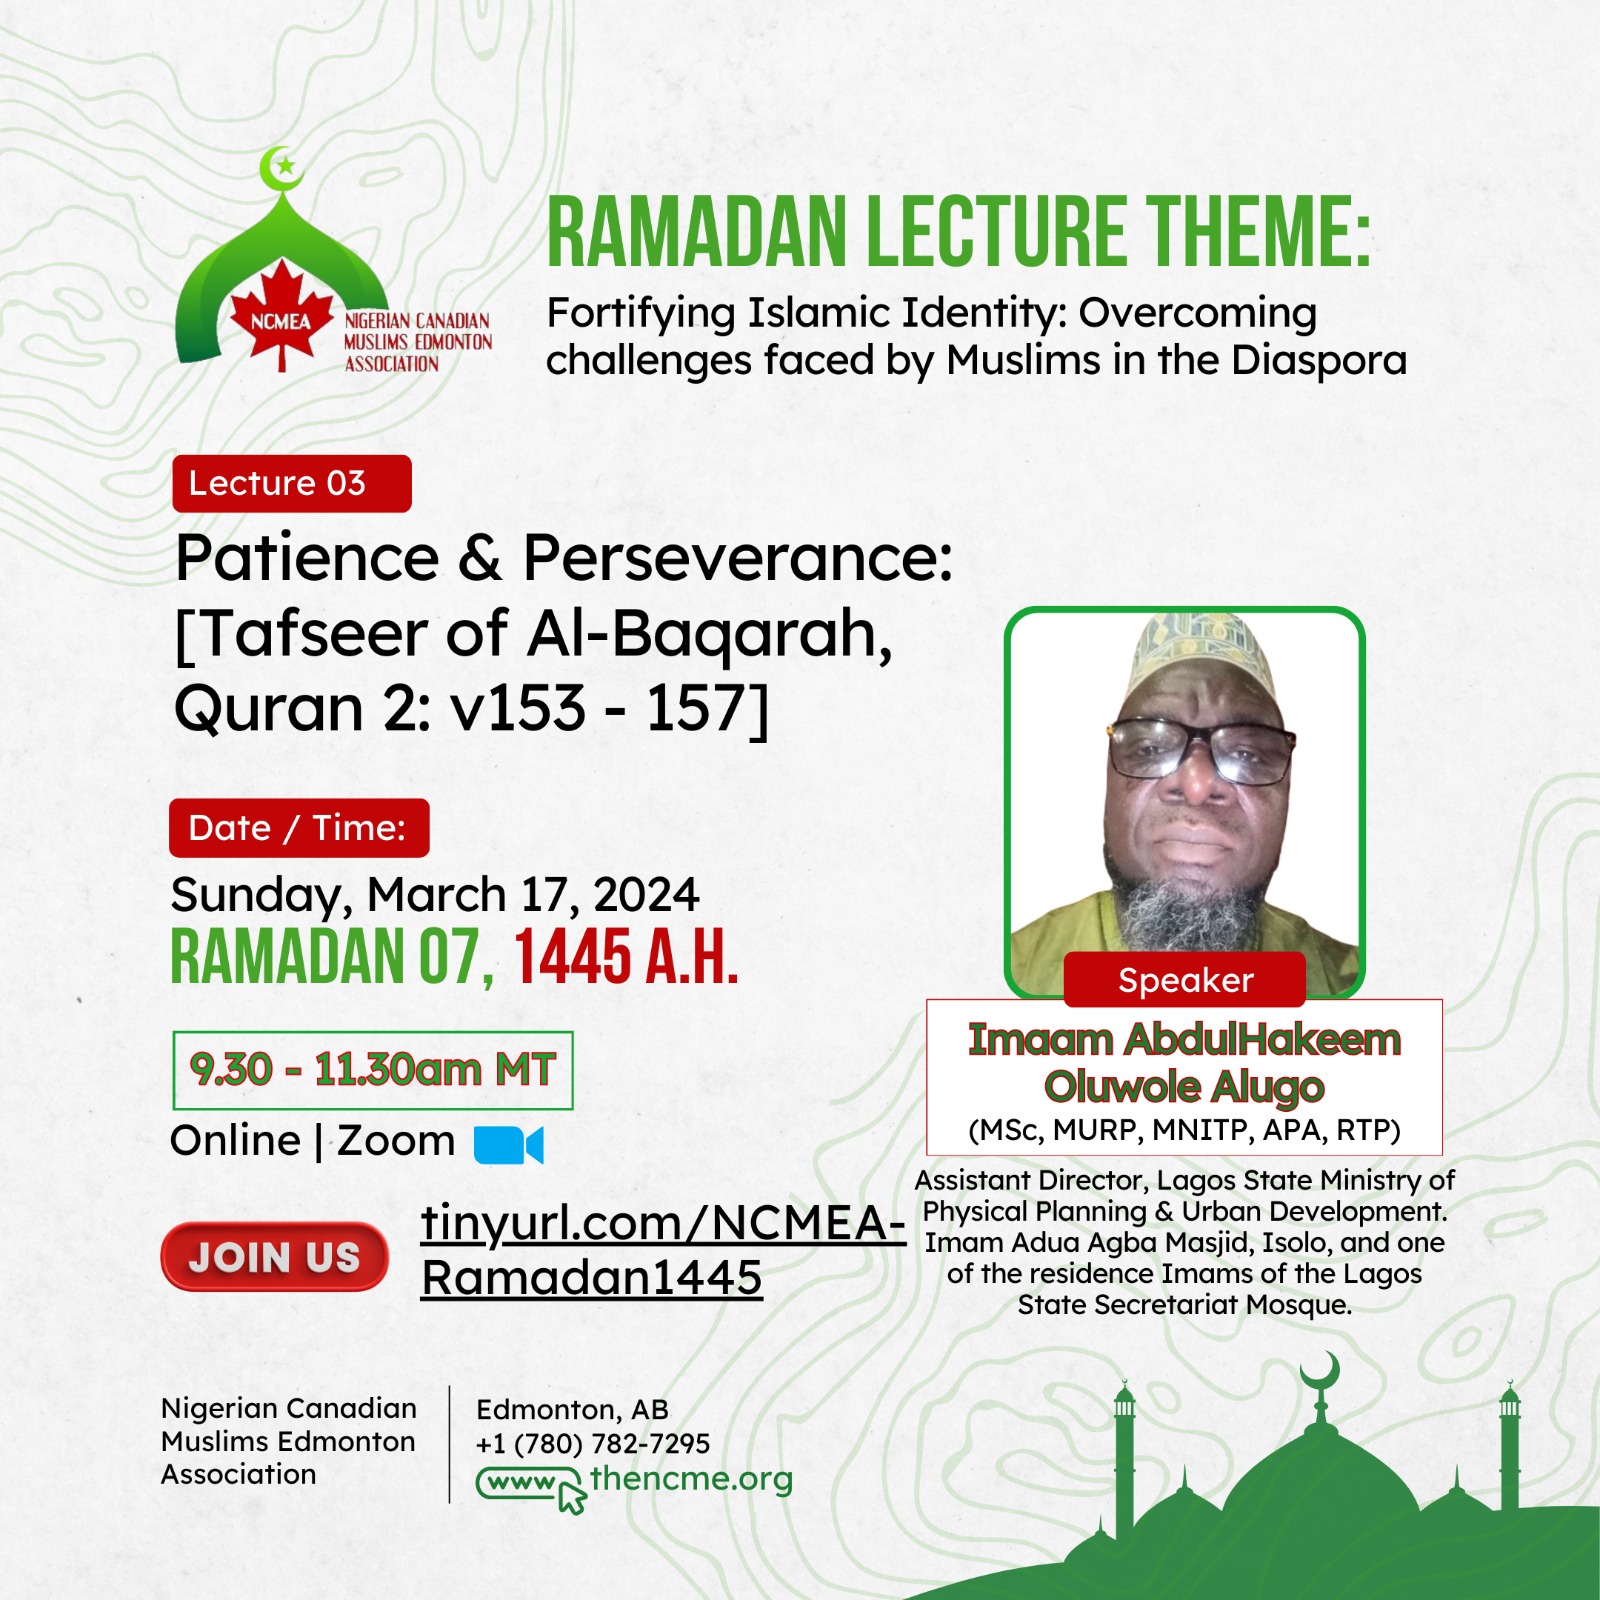 NCMEA
NIGERIAN CANADIAN
MUSLIMS EDMONTON
ASSOCIATION
RAMADAN LECTURE THEME:
Fortifying Islamic Identity: Overcoming
challenges faced by Muslims in the Diaspora
Lecture 03
Patience & Perseverance:
[Tafseer of Al-Baqarah,
Quran 2: v153 - 157]
Date / Time:
Sunday, March 17, 2024
RAMADAN 07, 1445 A.H.
9.30 - 11.30am MT
Online | Zoom
JOIN US
tinyurl.com/NCMEA-
Ramadan1445
Speaker
Imaam AbdulHakeem
Oluwole Alugo
(MSc, MURP, MNITP, APA, RTP)
Assistant Director, Lagos State Ministry of
Physical Planning & Urban Development.
Imam Adua Agba Masjid, Isolo, and one
of the residence Imams of the Lagos
State Secretariat Mosque.
Nigerian Canadian
Muslims Edmonton
Association
Edmonton, AB
+1 (780) 782-7295
www thencme.org